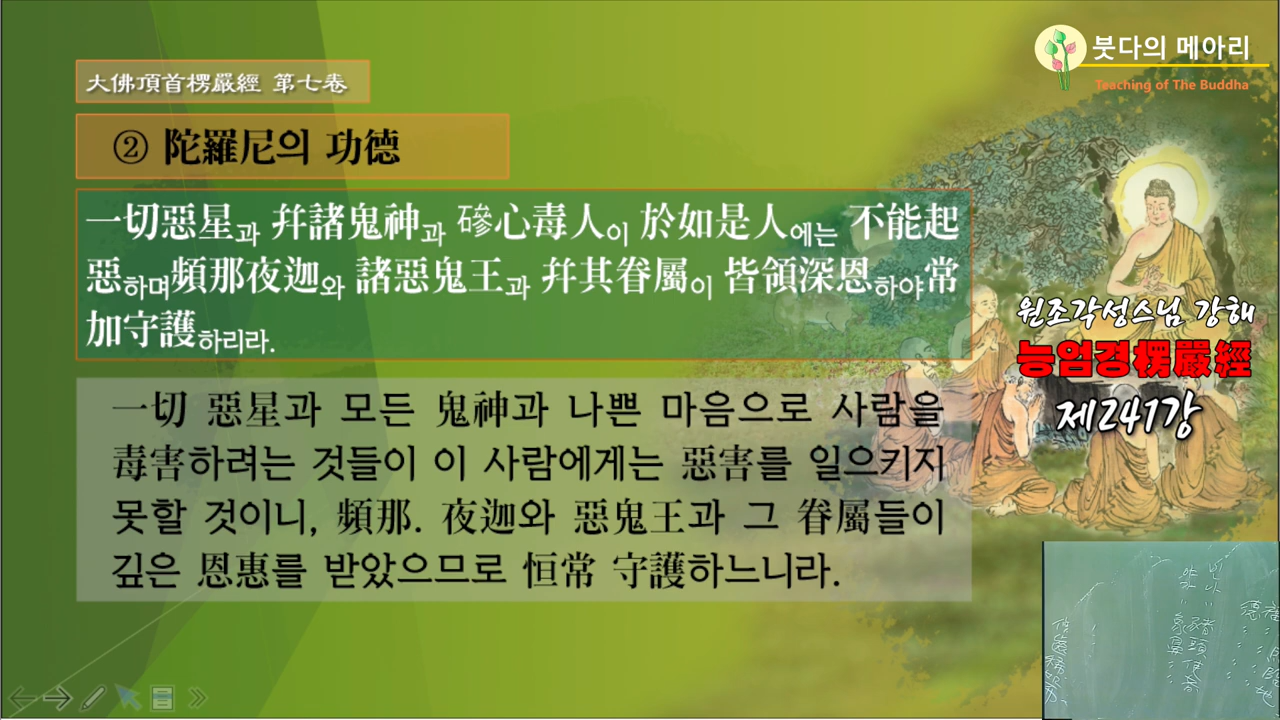 大佛頂首楞嚴經 第七卷
② 陀羅尼의 功德
一切惡星과 幷諸鬼神과 磣心毒人이 於如是人에는 不能起
惡하며頻那夜迦와 諸惡鬼王과 幷其眷屬이 皆領深恩하야常
加守護하리라.
一切 惡星과 모든 鬼神과 나쁜 마음으로 사람을
毒害하려는 것들이 이 사람에게는 惡害를 일으키지
못할 것이니, 頻那. 夜迦와 惡鬼王과 그 眷屬들이
깊은 恩惠를 받았으므로 恒常 守護하느니라.
붓다의 메아리
Teaching of The Buddha
원조각성스님 강해
능엄경楞嚴經
제241강